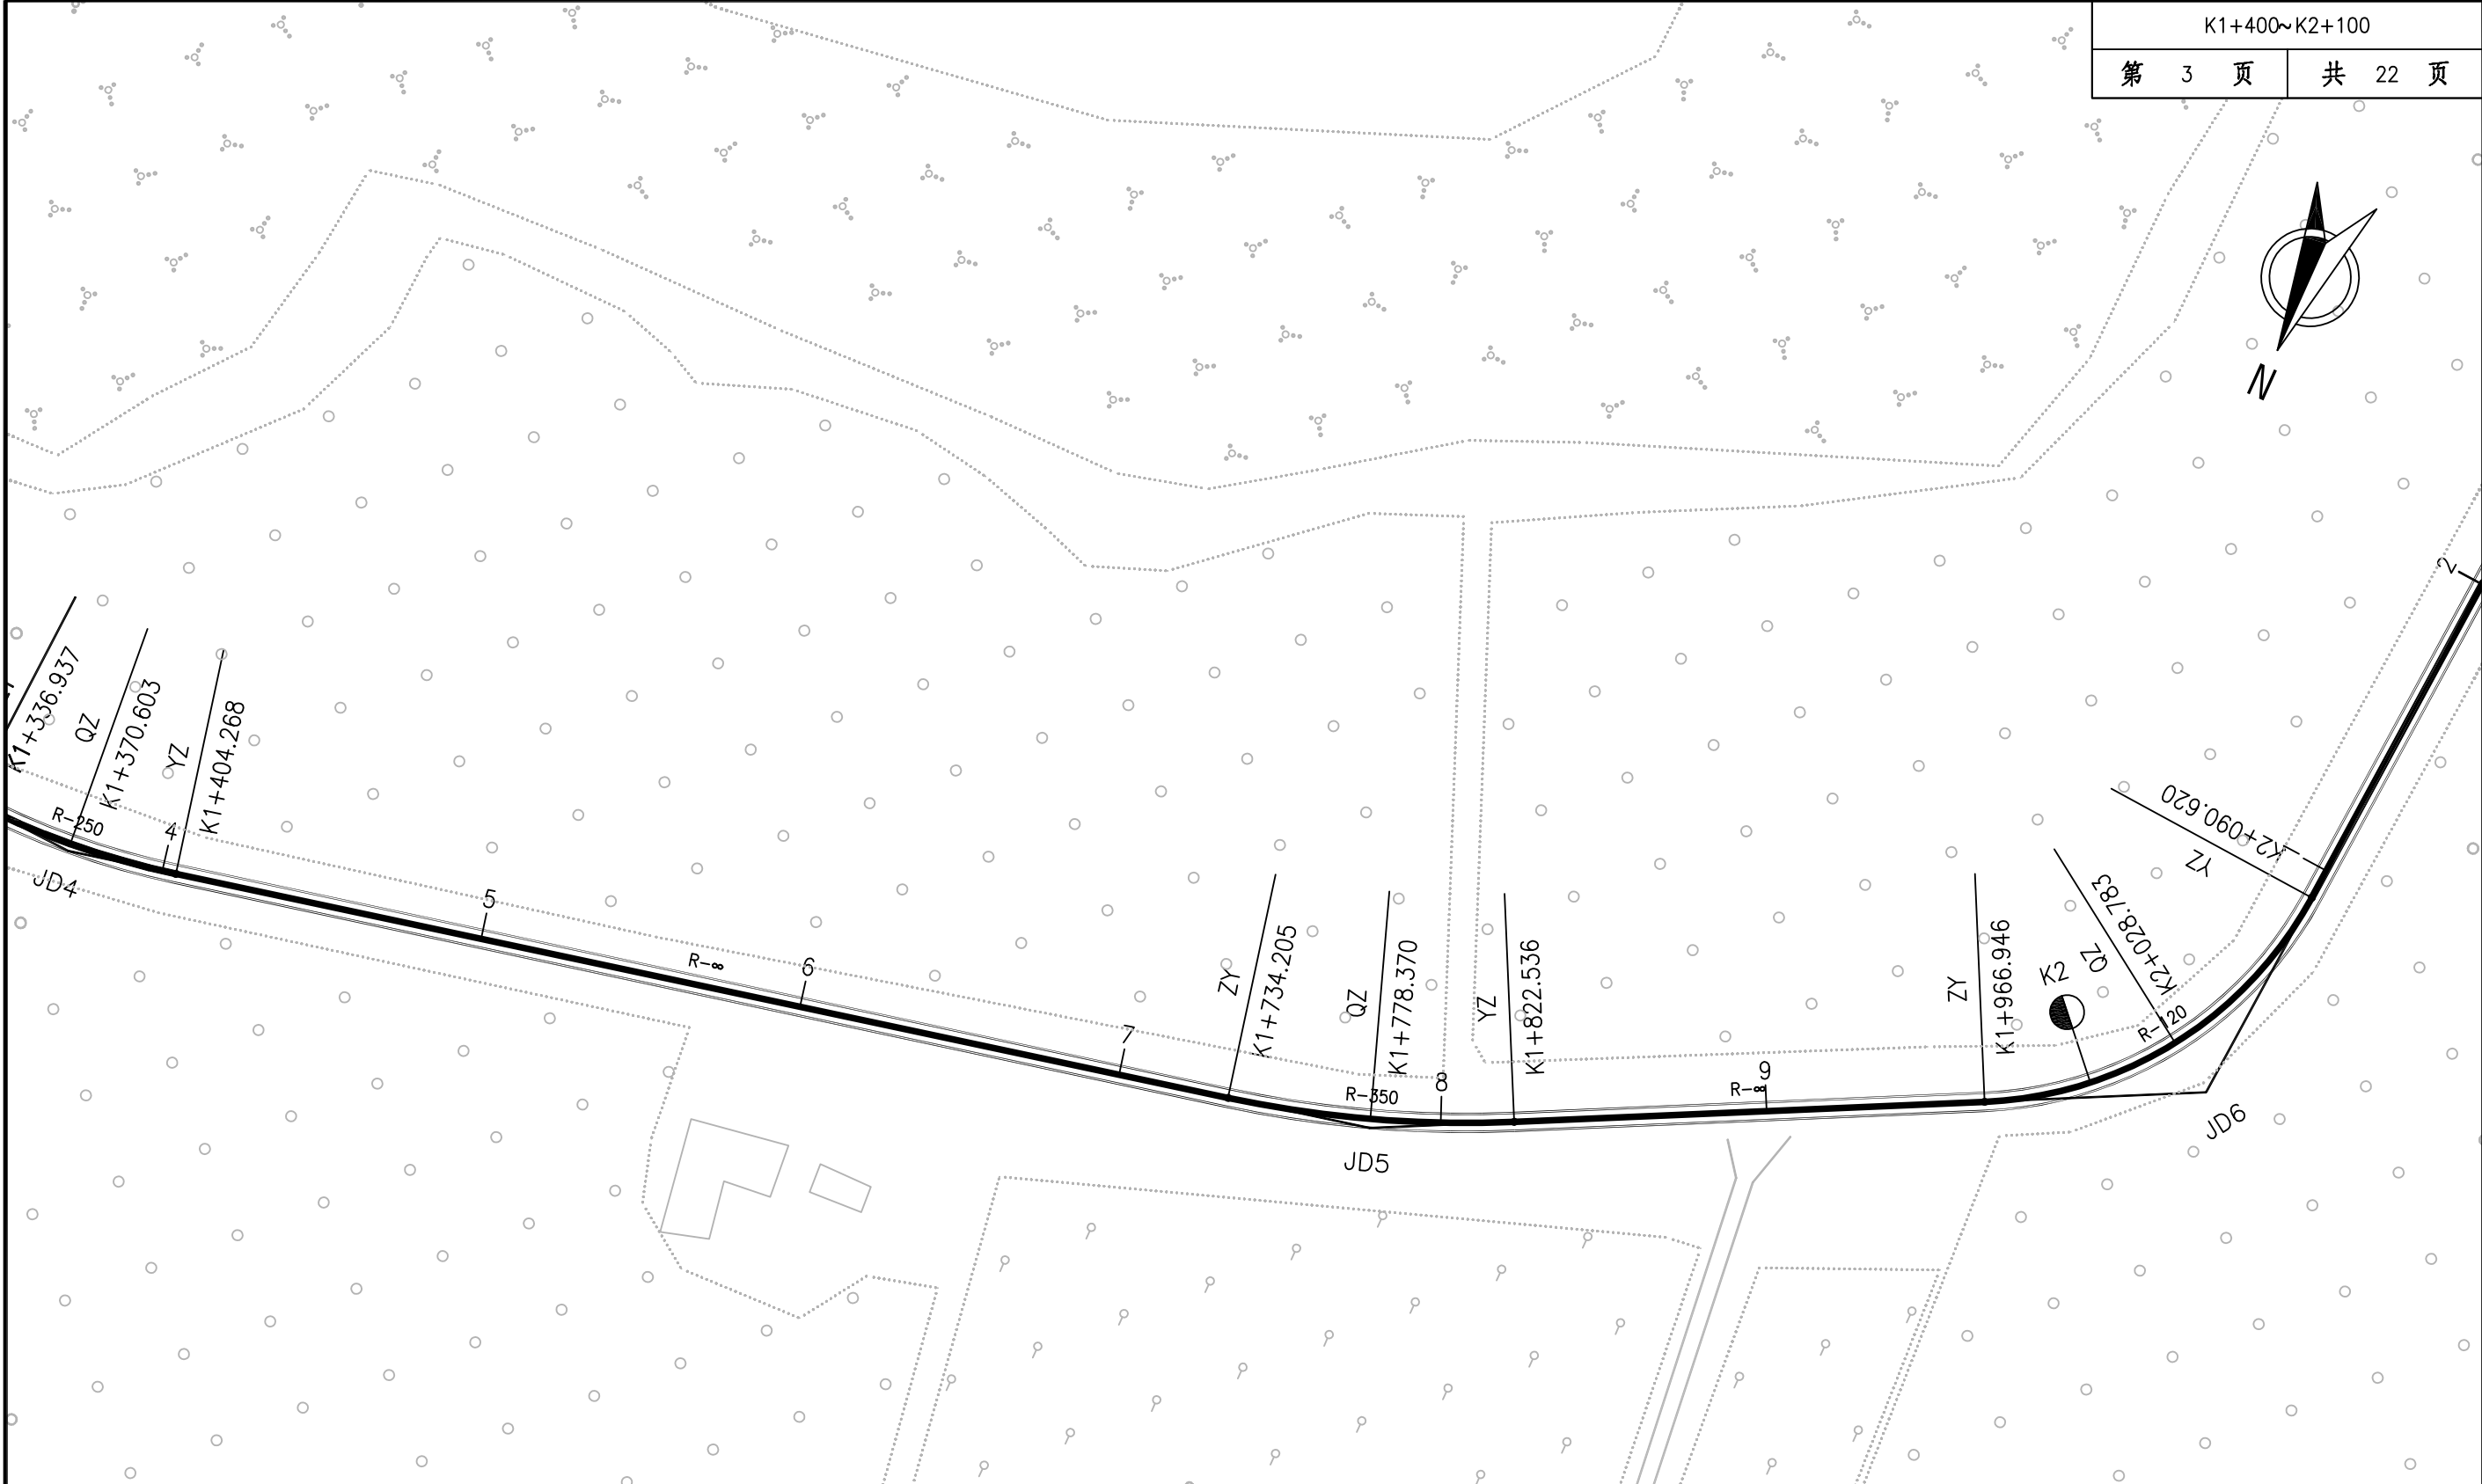 K1+400~K2+100
第 3 页 共 22 页
N
2
K1+336.937
QZ
K1+370.603
YZ
K1+404.268
R-250
4
JD4
5
R-∞
6
7
ZY
K1+734.205
QZ
K1+778.370
YZ
K1+822.536
R-350
8
JD5
9
R-∞
ZY
K1+966.946
K2
QZ
K2+028.783
R-120
YZ
K2+090.620
1
JD6